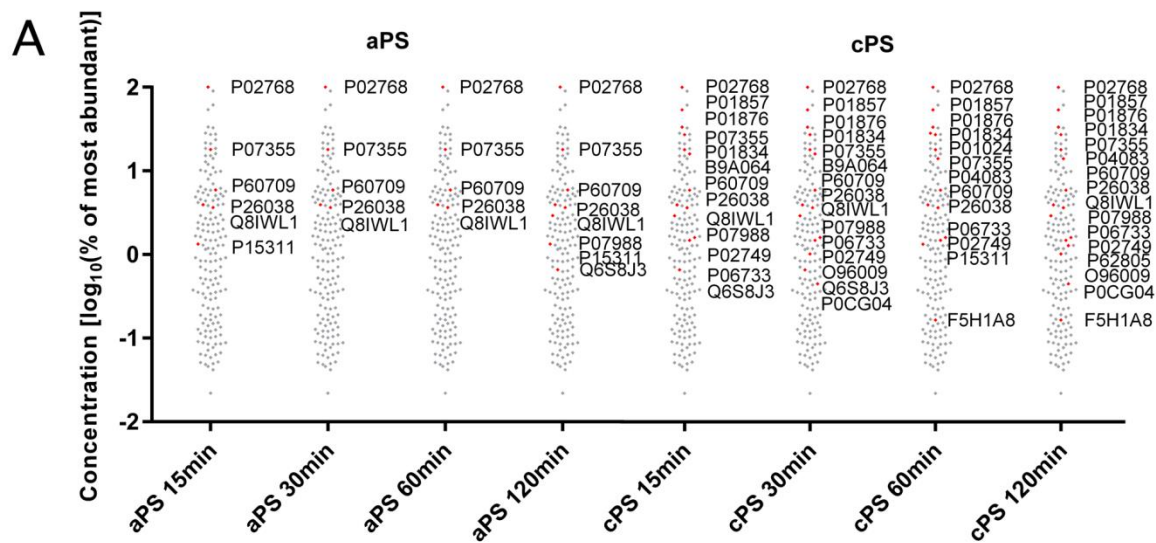 A
aPS
cPS
Concentration [log10(% of most abundant)]
2
1
0
-1
-2
P02768
P07355
P60709
P26038
Q8IWL1
P15311
P02768
P07355
P60709
P26038
Q8IWL1
P02768
P07355
P60709
P26038
Q8IWL1
P02768
P07355
P60709
P26038
Q8IWL1
P07988
P15311
Q6S8J3
P02768
P01857
P01876
P07355
P01834
B9A064
P60709
P26038
Q8IWL1
P07988
P02749
P06733
Q6S8J3
P02768
P01857
P01876
P01834
P07355
B9A064
P60709
P26038
Q8IWL1
P07988
P06733
P02749
O96009
Q6S8J3
P0CG04
P02768
P01857
P01876
P01834
P01024
P07355
P04083
P60709
P26038
P06733
P02749
P15311
F5H1A8
P02768
P01857
P01876
P01834
P07355
P04083
P60709
P26038
Q8IWL1
P07988
P06733
P02749
P62805
O96009
P0CG04
F5H1A8
aPS 15min
aPS 30min
aPS 60min
aPS 120min
cPS 15min
cPS 30min
cPS 60min
cPS 120min